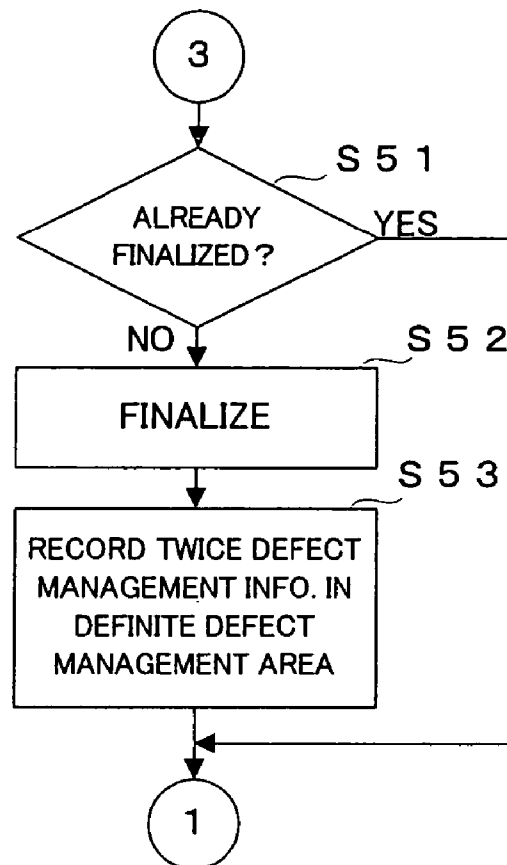 3
S 5 1
ALREADY
FINALIZED?
YES
NO
S 5 2
FINALIZE
S 5 3
RECORD TWICE DEFECT
MANAGEMENT INFO. IN
DEFINITE DEFECT
MANAGEMENT AREA
1